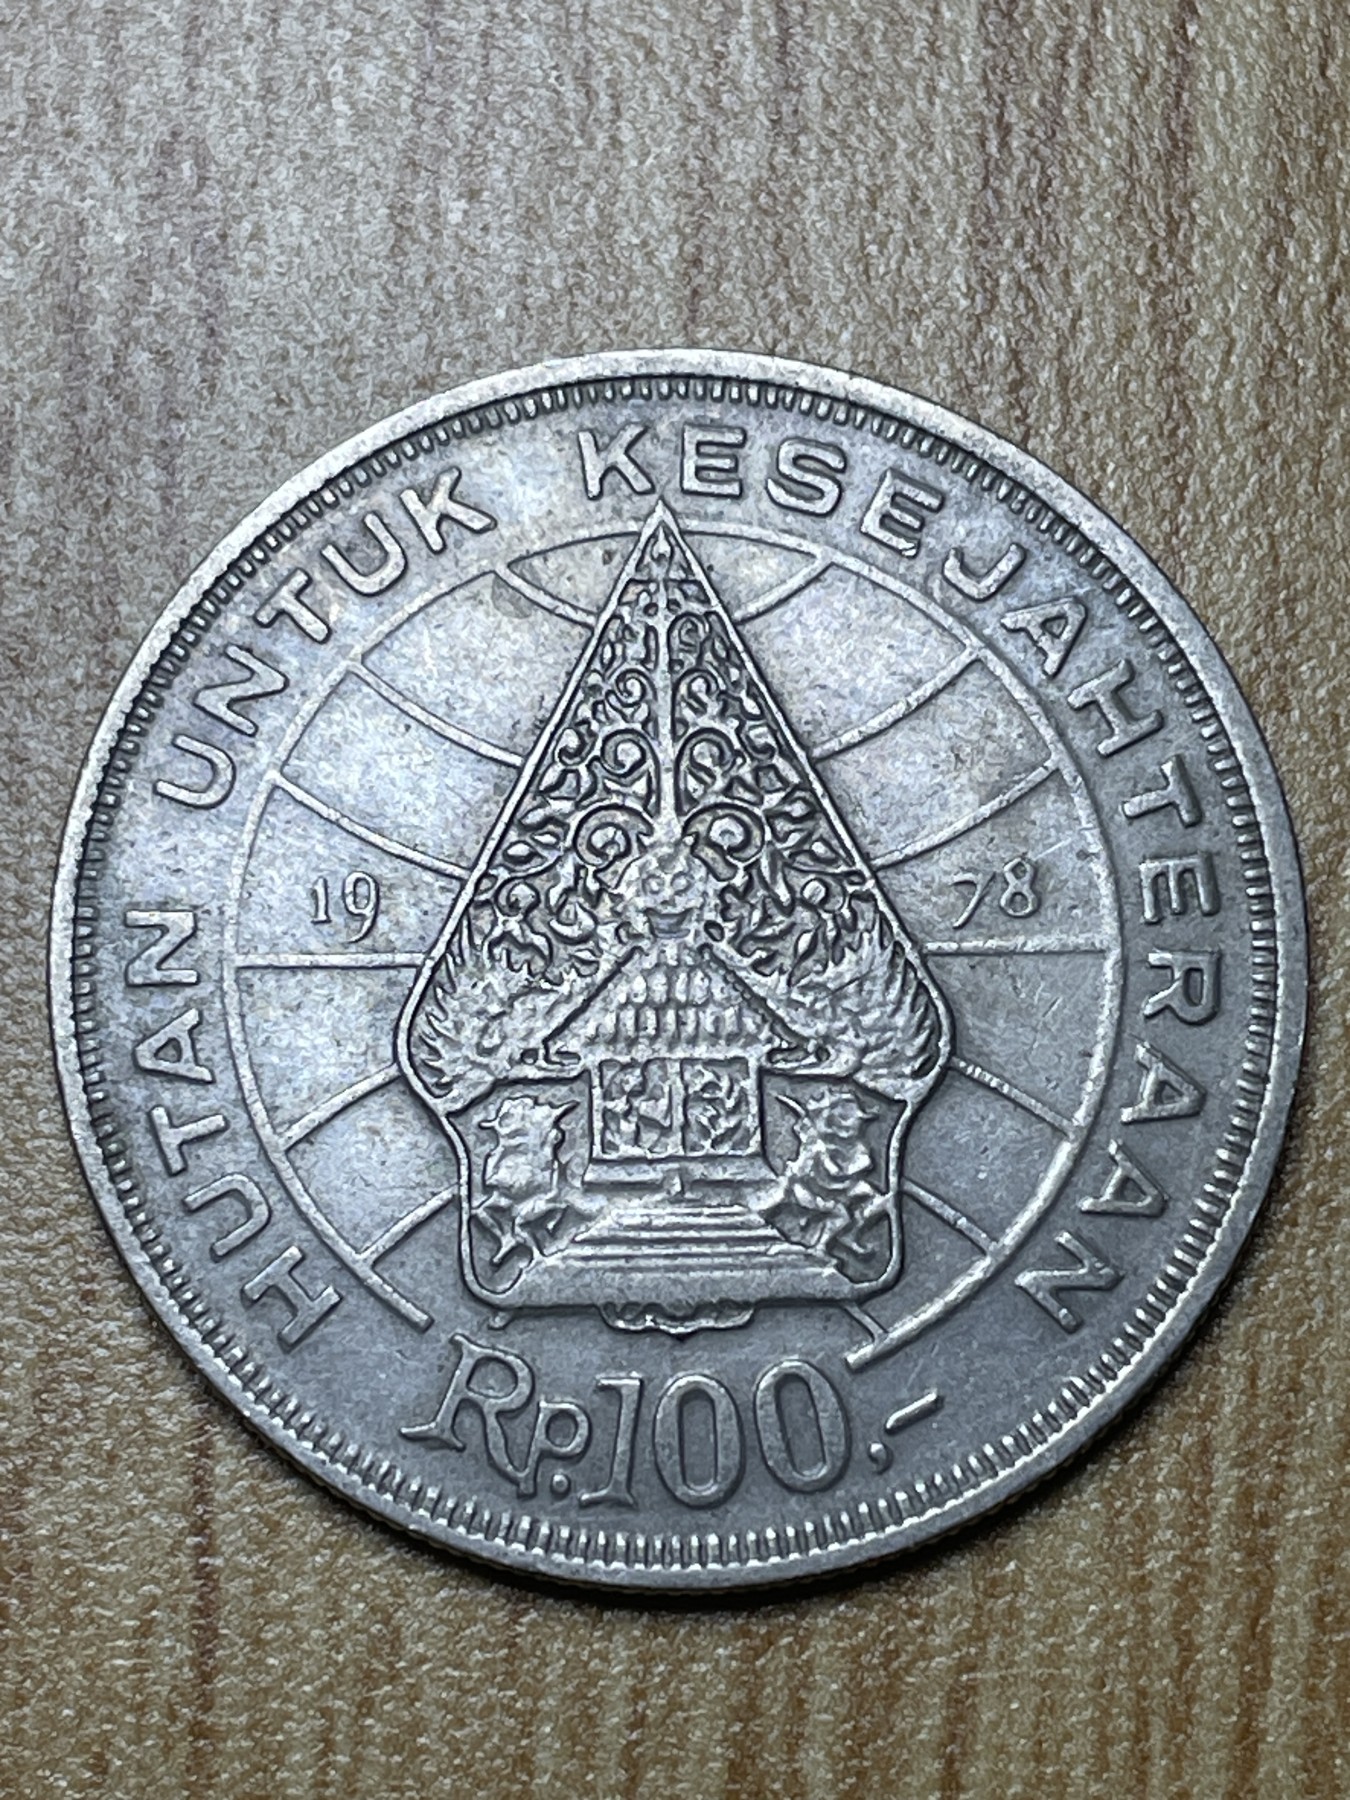 HUTAN UNTUK KESEJAHTERAAN
19 78
Rp.100,-